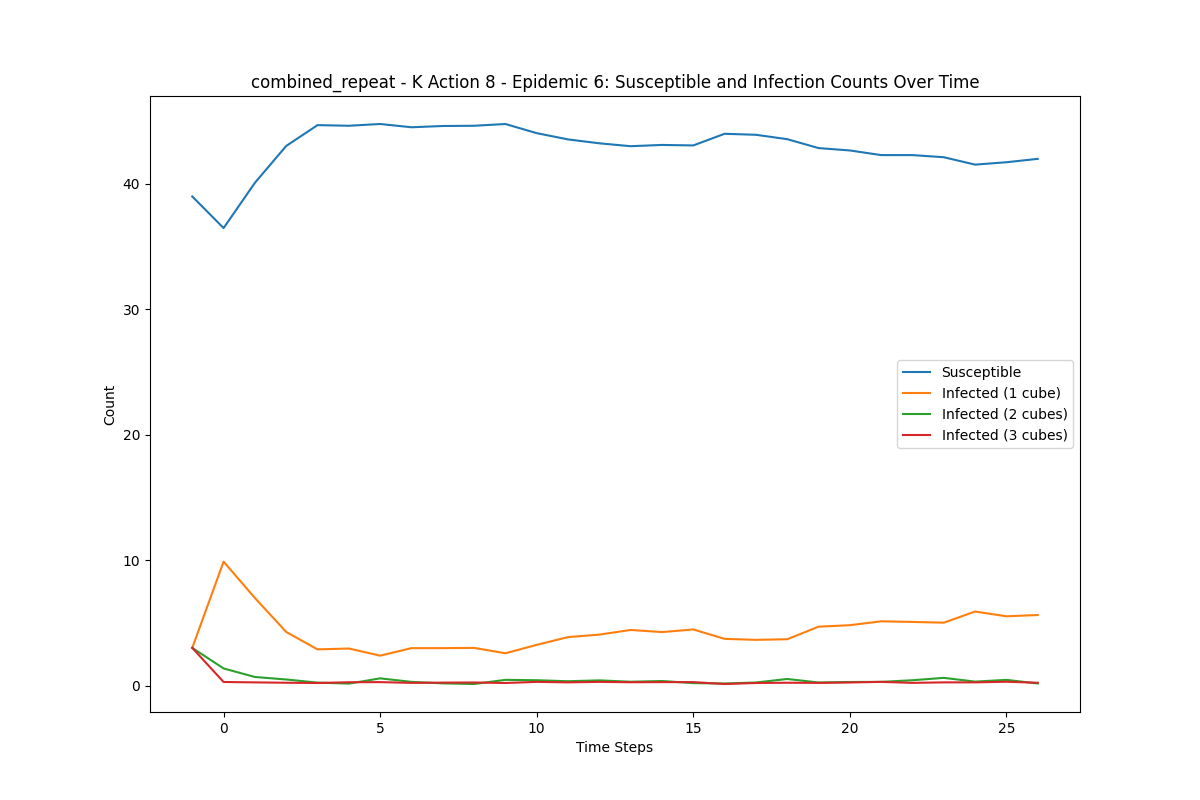 combined_repeat - K Action 8 - Epidemic 6: Susceptible and Infection Counts Over Time
40
30
20
10
0
Count
Susceptible
Infected (1 cube)
Infected (2 cubes)
Infected (3 cubes)
0 5 10 15 20 25
Time Steps